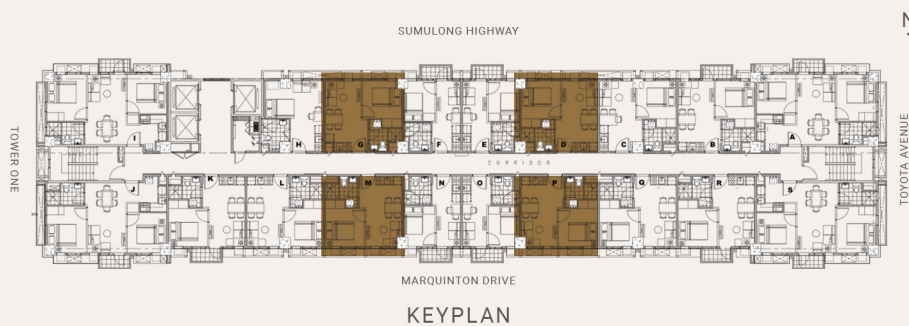 SUMULONG HIGHWAY
N
TOWER ONE
TOYOTA AVENUE
I
H
G
F
E
D
C
B
A
CORRIDOR
J
K
L
M
N
O
P
Q
R
S
MARQUINTON DRIVE
KEYPLAN